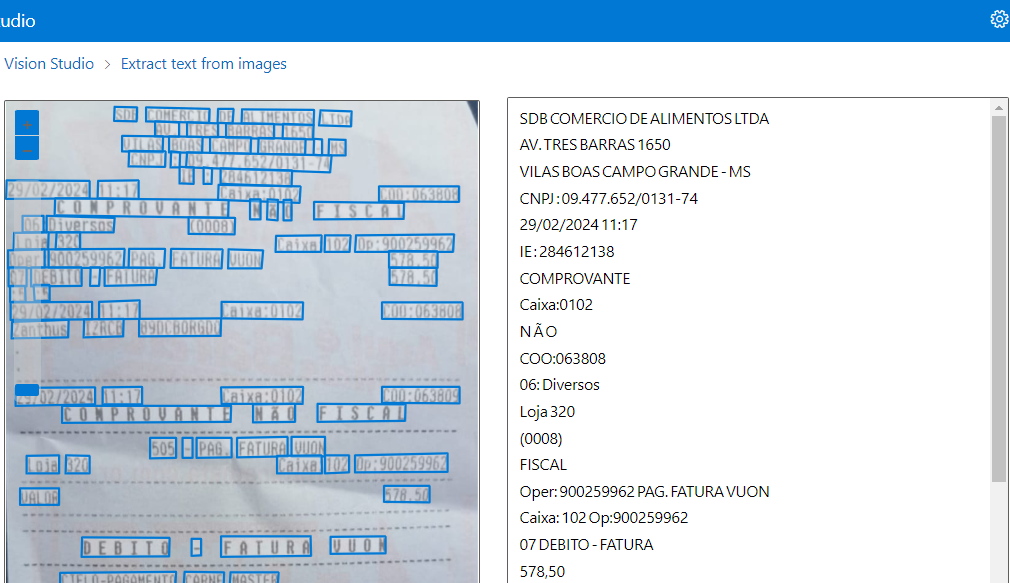 udio
Vision Studio > Extract text from images
SDB COMERCIO DE ALIMENTOS LTDA
AV. TRES BARRAS 1650
VILAS BOAS CAMPO GRANDE - MS
CNPJ : 09.477.652/0131-74
IE : 284612138
29/02/2024 11:17 Caixa:0102 COO:063808
COMPROVANTE NÃO FISCAL
06: Diversos (0008)
Loja 320 Caixa 102 Op:900259962
Oper: 900259962 PAG. FATURA VUON 578,50
07 DEBITO - FATURA 578,50
29/02/2024 11:17 Caixa:0102 COO:063808
Zanthus
29/02/2024 11:17 Caixa:0102 COO:063809
COMPROVANTE NÃO FISCAL
505 - PAG. FATURA VUON
Loja 320 Caixa 102 Op:900259962
VALOR 578,50
DEBITO - FATURA VUON
CIELO-PAGAMENTO CARNE MASTER
SDB COMERCIO DE ALIMENTOS LTDA
AV. TRES BARRAS 1650
VILAS BOAS CAMPO GRANDE - MS
CNPJ : 09.477.652/0131-74
29/02/2024 11:17
IE : 284612138
COMPROVANTE
Caixa:0102
N Ã O
COO:063808
06: Diversos
Loja 320
(0008)
FISCAL
Oper: 900259962 PAG. FATURA VUON
Caixa: 102 Op:900259962
07 DEBITO - FATURA
578,50